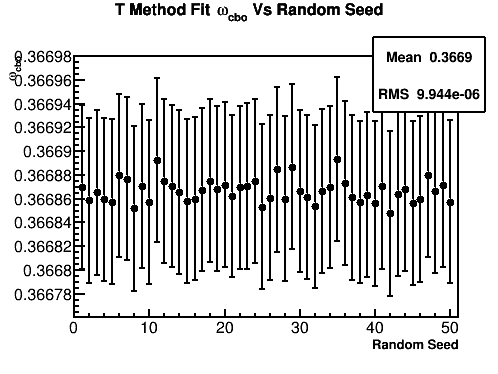 T Method Fit ω_cbo Vs Random Seed
Mean 0.3669
RMS 9.944e-06
ω_cbo
0.36698
0.36696
0.36694
0.36692
0.3669
0.36688
0.36686
0.36684
0.36682
0.3668
0.36678
0 10 20 30 40 50
Random Seed